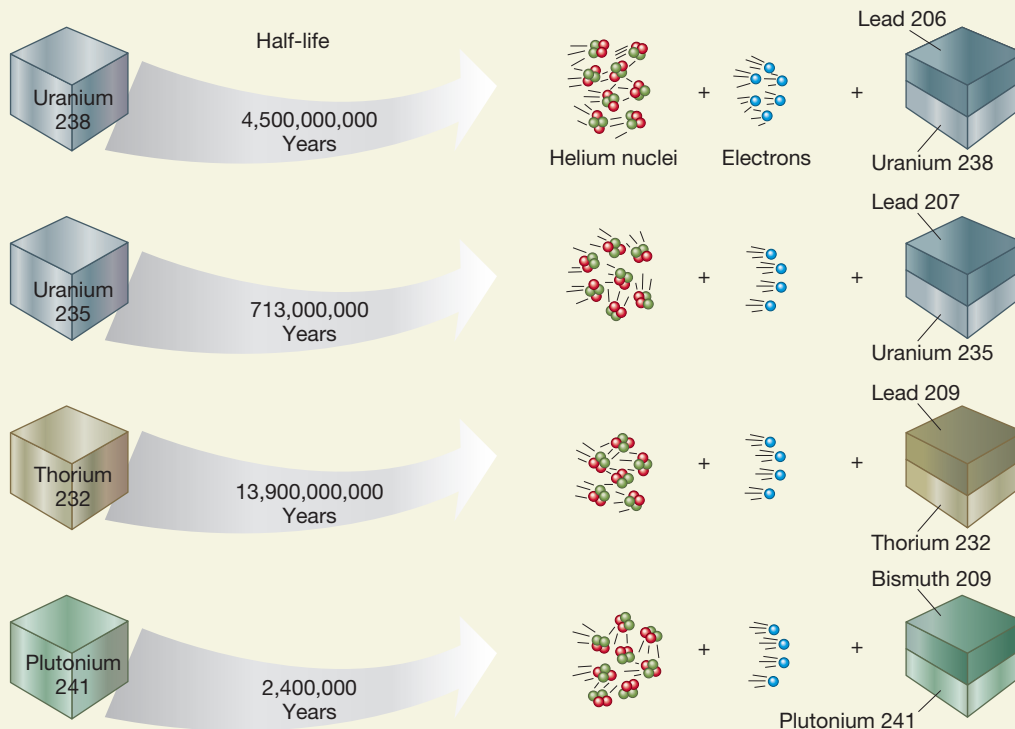 Half-life
Lead 206
Uranium
238
4,500,000,000
Years
+
+
Helium nuclei
Electrons
Uranium 238
Lead 207
Uranium
235
713,000,000
Years
+
+
Uranium 235
Lead 209
Thorium
232
13,900,000,000
Years
+
+
Thorium 232
Bismuth 209
Plutonium
241
2,400,000
Years
+
+
Plutonium 241